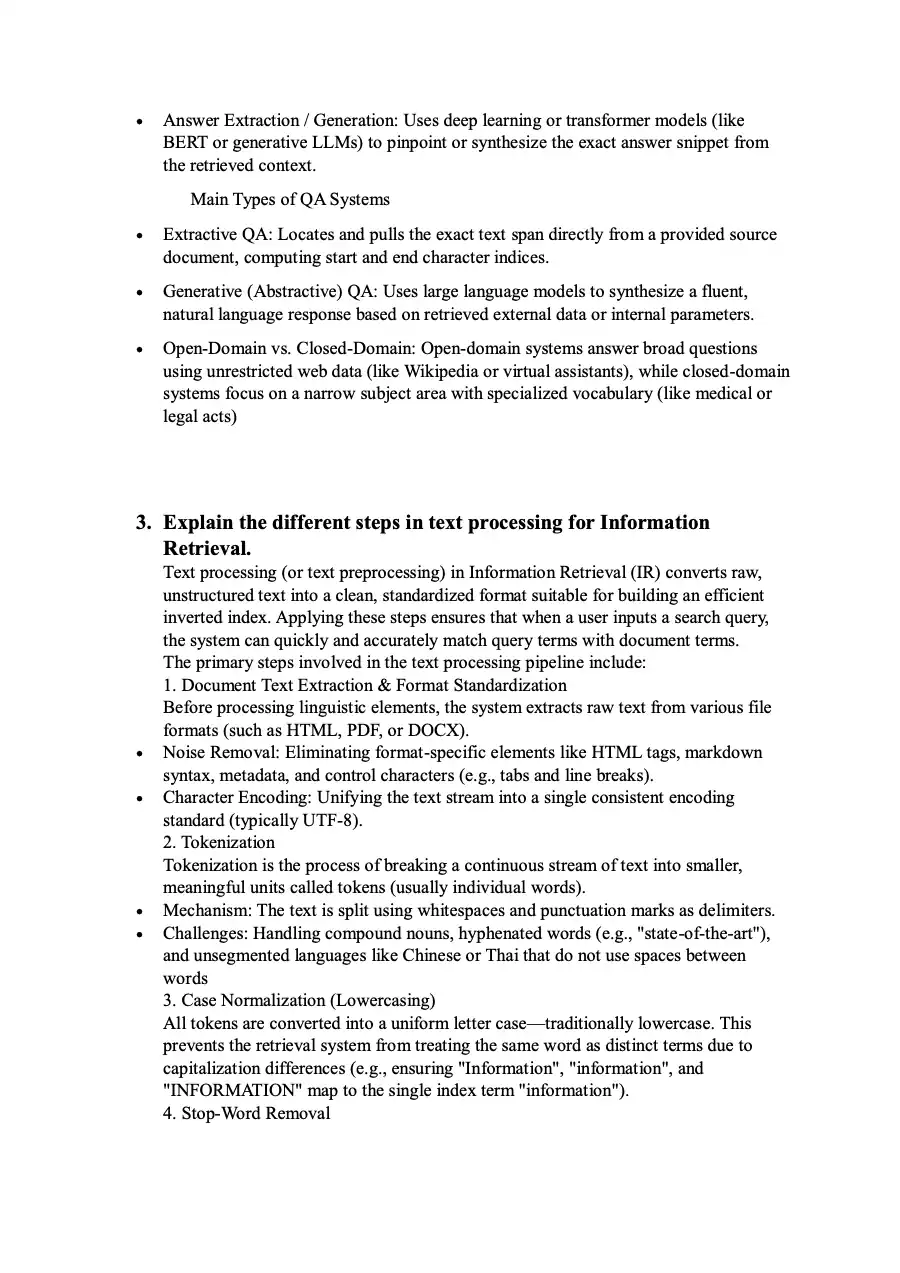 • Answer Extraction / Generation: Uses deep learning or transformer models (like
BERT or generative LLMs) to pinpoint or synthesize the exact answer snippet from
the retrieved context.
Main Types of QA Systems
• Extractive QA: Locates and pulls the exact text span directly from a provided source
document, computing start and end character indices.
• Generative (Abstractive) QA: Uses large language models to synthesize a fluent,
natural language response based on retrieved external data or internal parameters.
• Open-Domain vs. Closed-Domain: Open-domain systems answer broad questions
using unrestricted web data (like Wikipedia or virtual assistants), while closed-domain
systems focus on a narrow subject area with specialized vocabulary (like medical or
legal acts)
3. Explain the different steps in text processing for Information
Retrieval.
Text processing (or text preprocessing) in Information Retrieval (IR) converts raw,
unstructured text into a clean, standardized format suitable for building an efficient
inverted index. Applying these steps ensures that when a user inputs a search query,
the system can quickly and accurately match query terms with document terms.
The primary steps involved in the text processing pipeline include:
1. Document Text Extraction & Format Standardization
Before processing linguistic elements, the system extracts raw text from various file
formats (such as HTML, PDF, or DOCX).
• Noise Removal: Eliminating format-specific elements like HTML tags, markdown
syntax, metadata, and control characters (e.g., tabs and line breaks).
• Character Encoding: Unifying the text stream into a single consistent encoding
standard (typically UTF-8).
2. Tokenization
Tokenization is the process of breaking a continuous stream of text into smaller,
meaningful units called tokens (usually individual words).
• Mechanism: The text is split using whitespaces and punctuation marks as delimiters.
• Challenges: Handling compound nouns, hyphenated words (e.g., "state-of-the-art"),
and unsegmented languages like Chinese or Thai that do not use spaces between
words
3. Case Normalization (Lowercasing)
All tokens are converted into a uniform letter case—traditionally lowercase. This
prevents the retrieval system from treating the same word as distinct terms due to
capitalization differences (e.g., ensuring "Information", "information", and
"INFORMATION" map to the single index term "information").
4. Stop-Word Removal